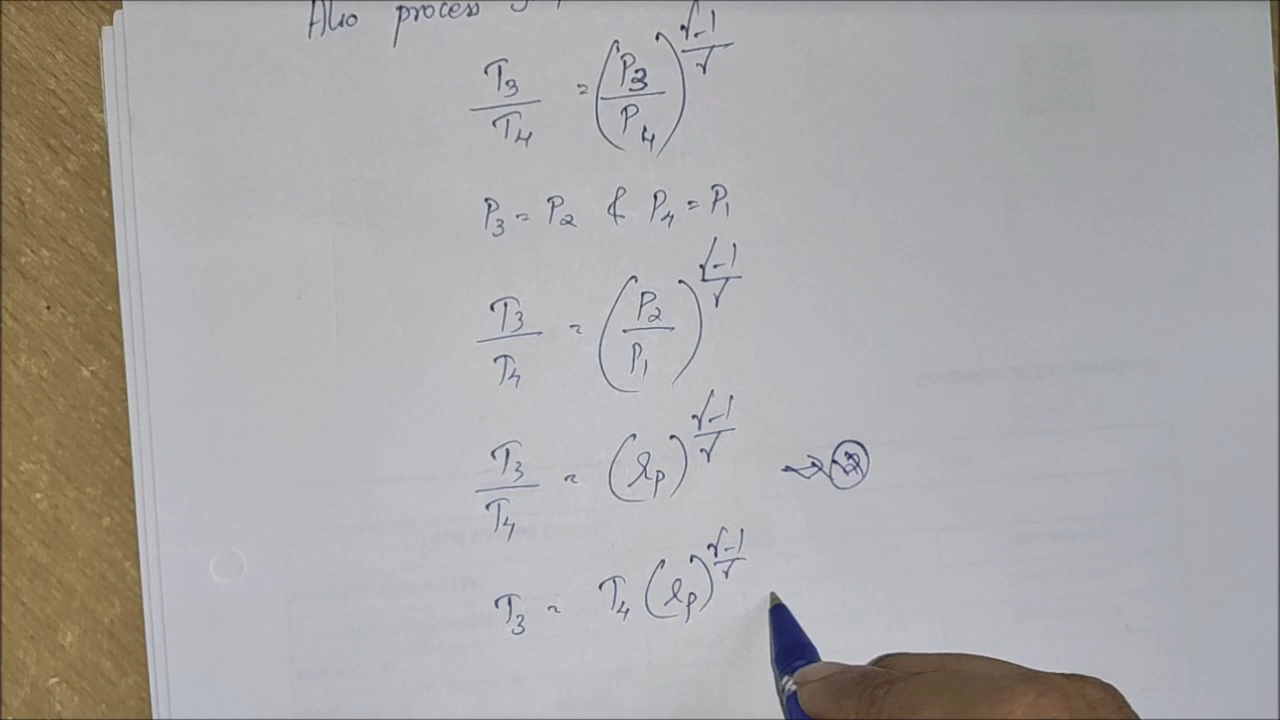 Also process
T3/T4 = (P3/P4)^(γ-1)/γ
P3 = P2 & P4 = P1
T3/T4 = (P2/P1)^(γ-1)/γ
T3/T4 = (rp)^(γ-1)/γ
T3 = T4 (rp)^(γ-1)/γ